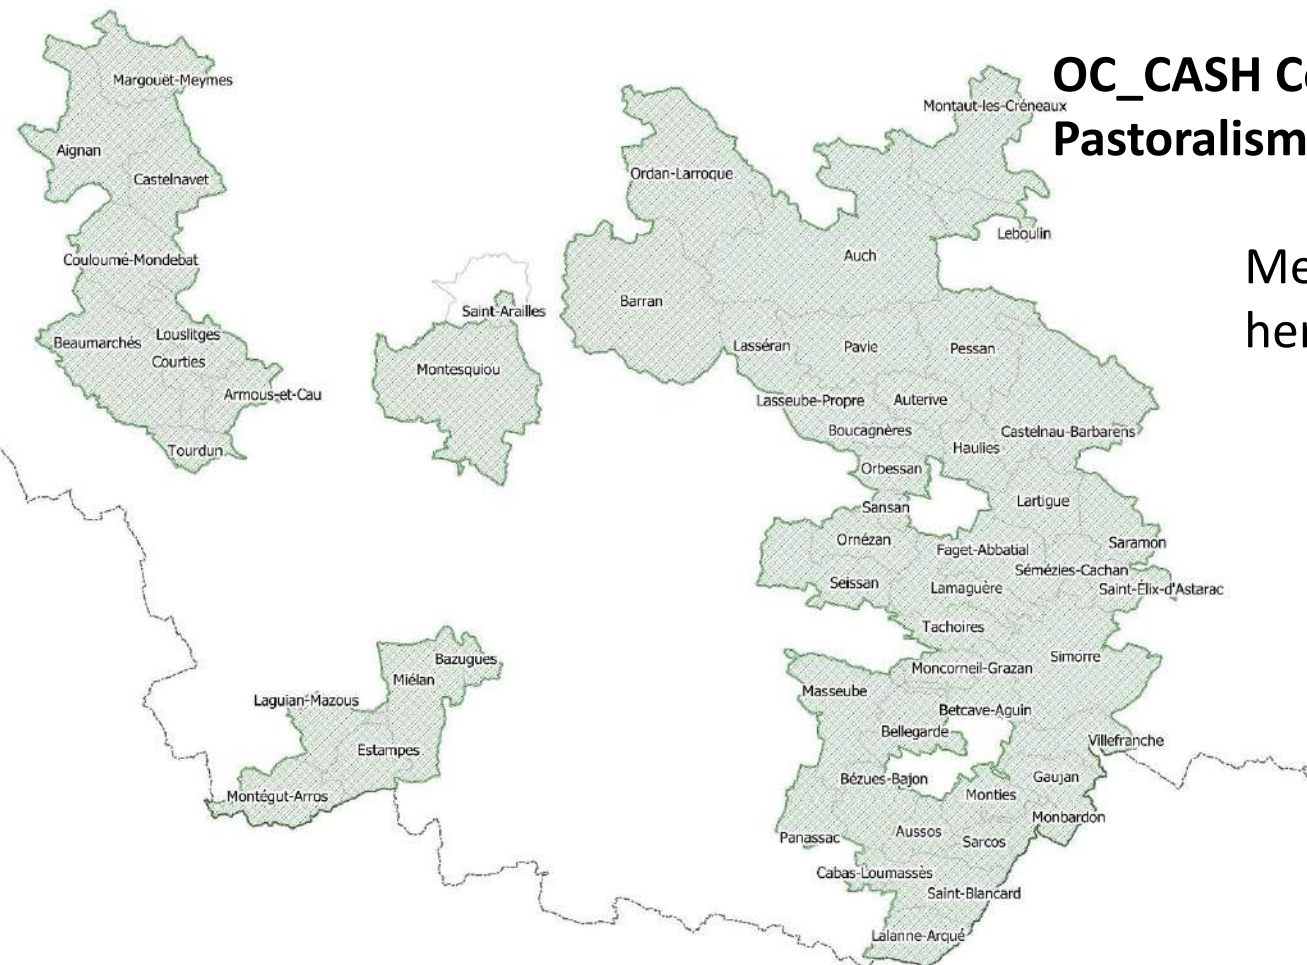 OC_CASH Co
Pastoralism
Me
her
Margouët-Meymes
Aignan
Castelnavet
Couloumé-Mondebat
Beaumarchés
Louslitges
Courties
Armous-et-Cau
Tourdun
Saint-Arailles
Montesquiou
Bazugues
Miélan
Laguian-Mazous
Estampes
Montégut-Arros
Montaut-les-Créneaux
Ordan-Larroque
Leboulin
Auch
Barran
Lasséran
Pavie
Pessan
Lasseube-Propre
Auterive
Boucagnères
Castelnau-Barbarens
Haulies
Orbessan
Lartigue
Sansan
Ornézan
Faget-Abbatial
Saramon
Sémézies-Cachan
Seissan
Lamaguère
Saint-Élix-d'Astarac
Tachoires
Simorre
Moncorneil-Grazan
Masseube
Betcave-Aguin
Bellegarde
Villefranche
Bézues-Bajon
Gaujan
Monties
Monbardon
Panassac
Aussos
Sarcos
Cabas-Loumassès
Saint-Blancard
Lalanne-Arqué